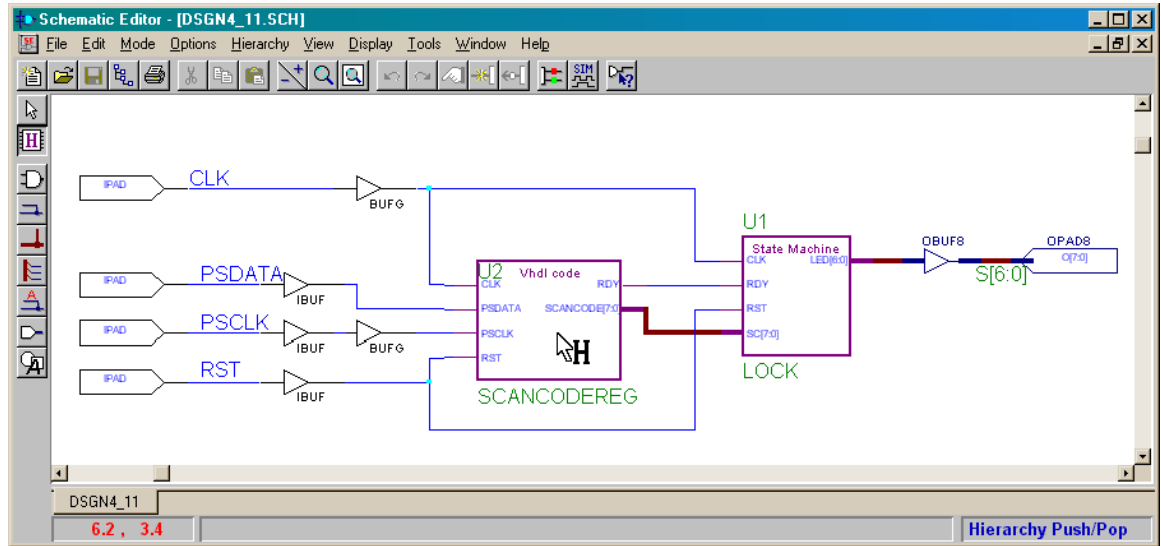 Schematic Editor - [DSGN4_11.SCH]
File Edit Mode Options Hierarchy View Display Tools Window Help
SIM
H
IPAD CLK BUFG
U1
State Machine
CLK LED[6:0]
RDY
RST
SC[7:0]
LOCK
OBUF8 OPAD8
O[7:0]
S[6:0]
IPAD PSDATA IBUF
U2 Vhdl code
CLK RDY
PSDATA SCANCODE[7:0]
PSCLK
RST
H
SCANCODEREG
IPAD PSCLK IBUF BUFG
IPAD RST IBUF
DSGN4_11
6.2 , 3.4 Hierarchy Push/Pop